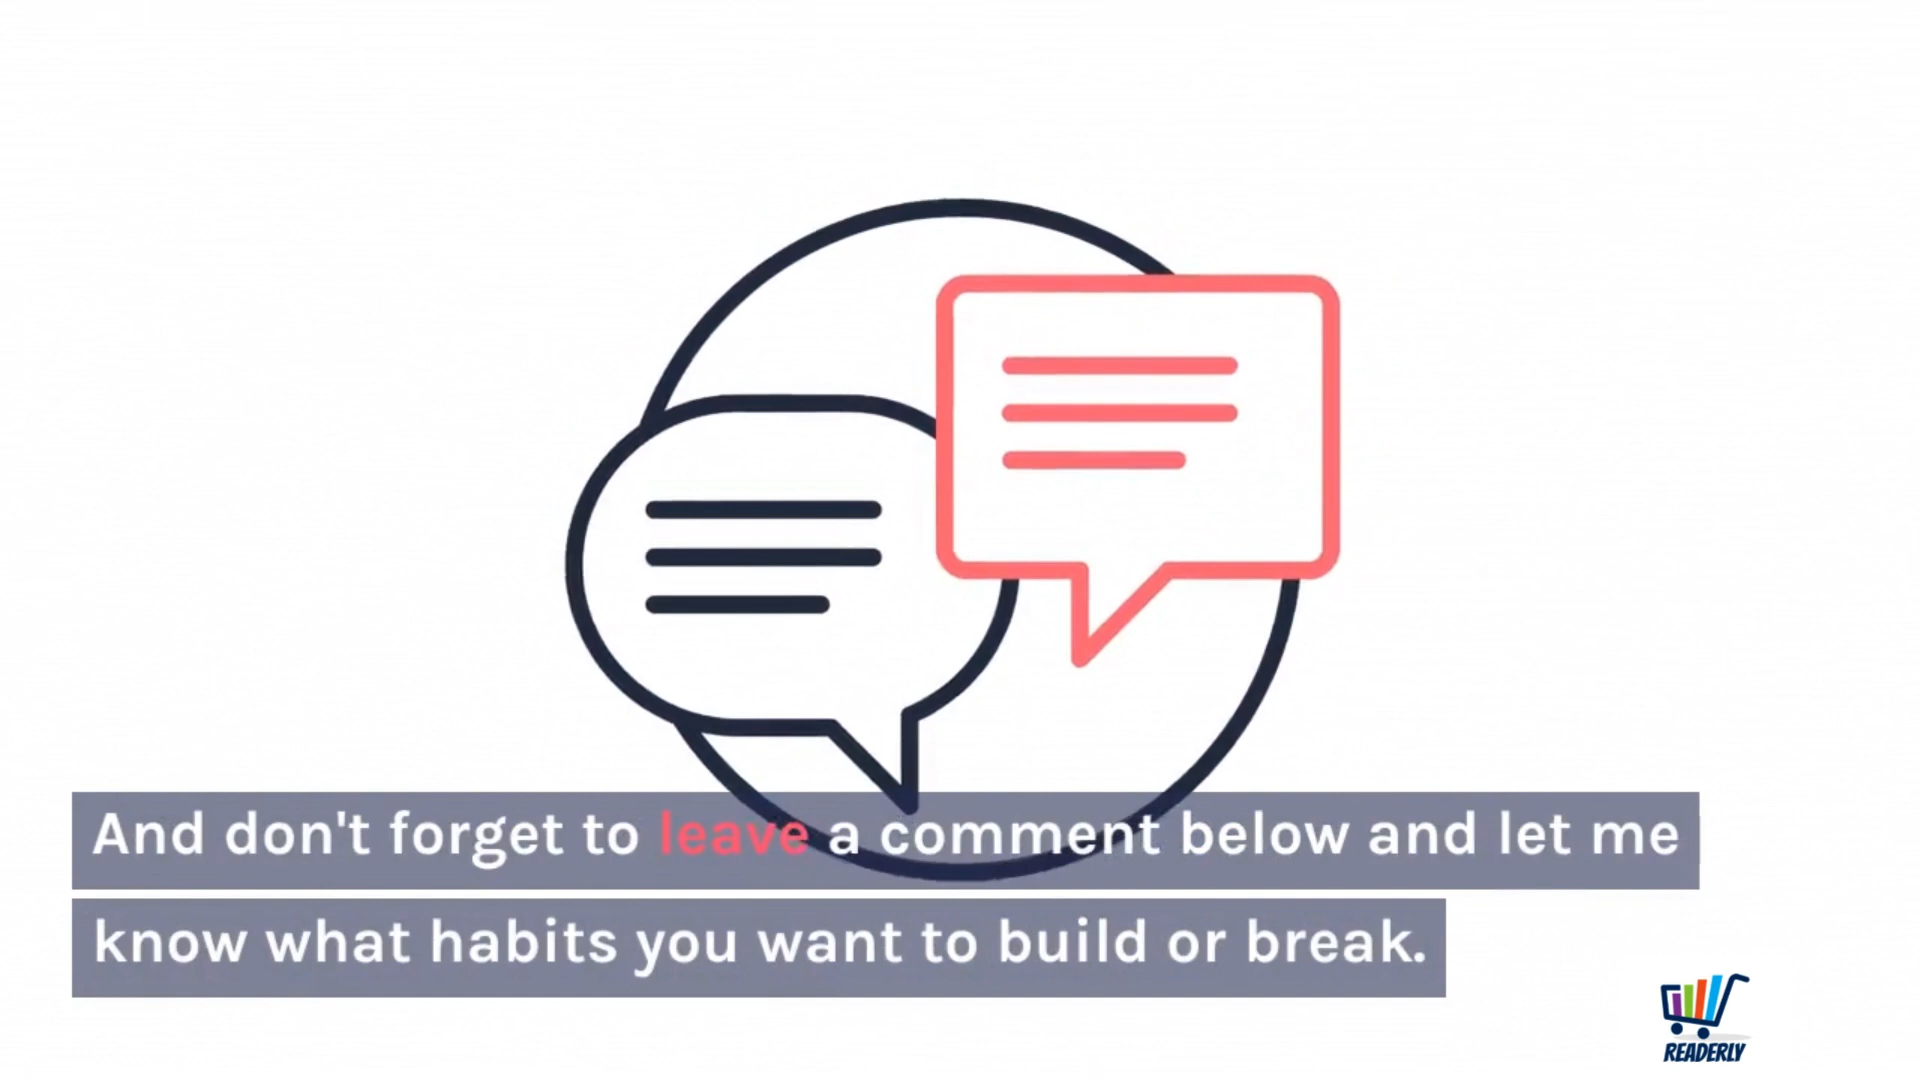 And don't forget to leave a comment below and let me
know what habits you want to build or break.
READERLY